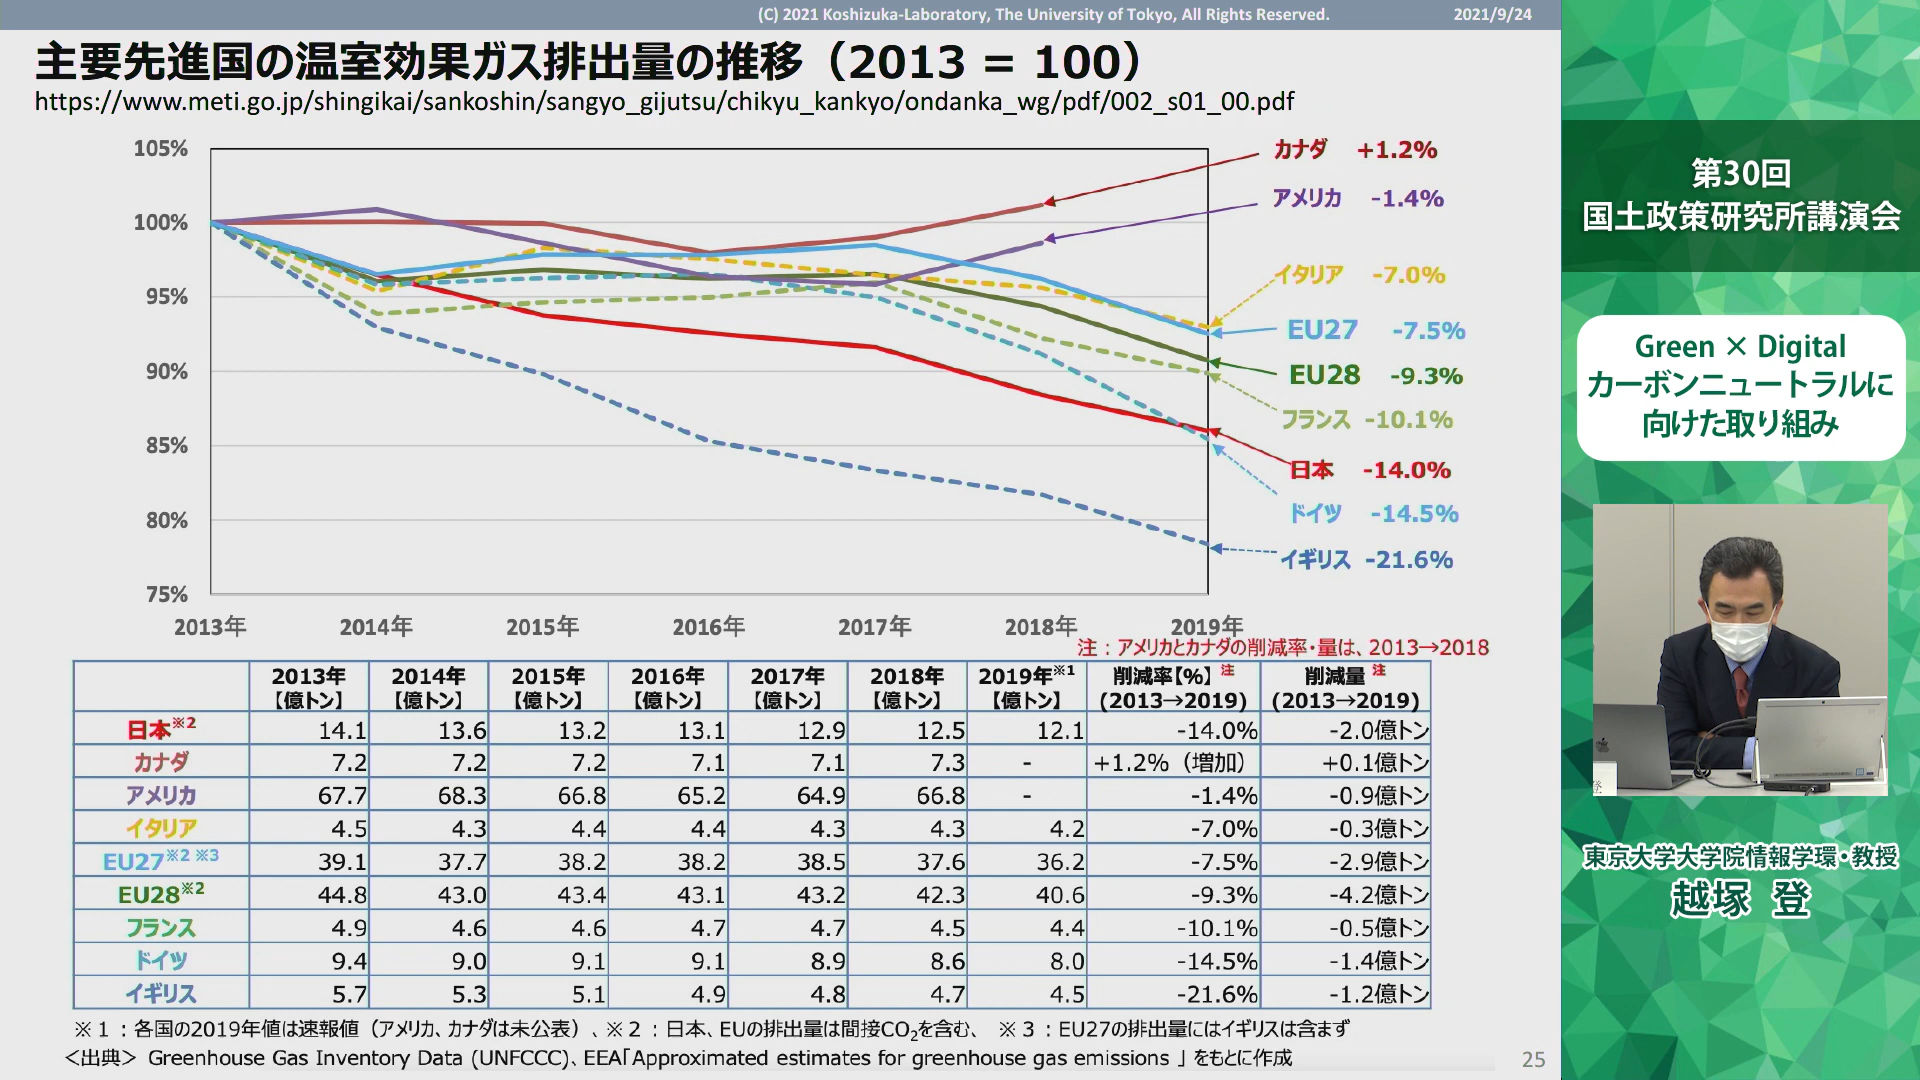 (C) 2021 Koshizuka-Laboratory, The University of Tokyo, All Rights Reserved. 2021/9/24
主要先進国の温室効果ガス排出量の推移（2013 = 100）
https://www.meti.go.jp/shingikai/sankoshin/sangyo_gijutsu/chikyu_kankyo/ondanka_wg/pdf/002_s01_00.pdf
105%
100%
95%
90%
85%
80%
75%
2013年 2014年 2015年 2016年 2017年 2018年 2019年
カナダ +1.2%
アメリカ -1.4%
イタリア -7.0%
EU27 -7.5%
EU28 -9.3%
フランス -10.1%
日本 -14.0%
ドイツ -14.5%
イギリス -21.6%
注：アメリカとカナダの削減率・量は、2013→2018
2013年【億トン】 2014年【億トン】 2015年【億トン】 2016年【億トン】 2017年【億トン】 2018年【億トン】 2019年※1【億トン】 削減率【%】注(2013→2019) 削減量 注(2013→2019)
日本※2 14.1 13.6 13.2 13.1 12.9 12.5 12.1 -14.0% -2.0億トン
カナダ 7.2 7.2 7.2 7.1 7.1 7.3 - +1.2%（増加） +0.1億トン
アメリカ 67.7 68.3 66.8 65.2 64.9 66.8 - -1.4% -0.9億トン
イタリア 4.5 4.3 4.4 4.4 4.3 4.3 4.2 -7.0% -0.3億トン
EU27※2 ※3 39.1 37.7 38.2 38.2 38.5 37.6 36.2 -7.5% -2.9億トン
EU28※2 44.8 43.0 43.4 43.1 43.2 42.3 40.6 -9.3% -4.2億トン
フランス 4.9 4.6 4.6 4.7 4.7 4.5 4.4 -10.1% -0.5億トン
ドイツ 9.4 9.0 9.1 9.1 8.9 8.6 8.0 -14.5% -1.4億トン
イギリス 5.7 5.3 5.1 4.9 4.8 4.7 4.5 -21.6% -1.2億トン
※１：各国の2019年値は速報値（アメリカ、カナダは未公表）、※２：日本、EUの排出量は間接CO2を含む、 ※３：EU27の排出量にはイギリスは含まず
＜出典＞ Greenhouse Gas Inventory Data (UNFCCC)、EEA「Approximated estimates for greenhouse gas emissions 」をもとに作成
25
第30回
国土政策研究所講演会
Green × Digital
カーボンニュートラルに
向けた取り組み
東京大学大学院情報学環・教授
越塚 登